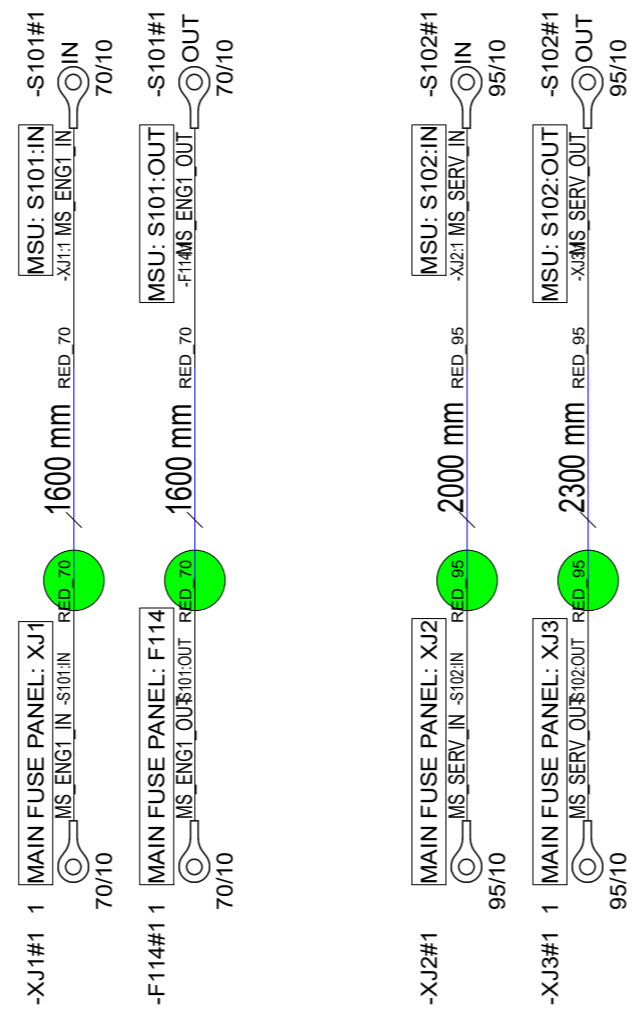 -XJ1#1 1 MAIN FUSE PANEL: XJ1 MSU: S101:IN -S101#1
MS_ENG1_IN -S101:IN RED_70 1600 mm RED_70 -XJ1:1 MS_ENG1_IN IN
70/10 70/10
-F114#1 1 MAIN FUSE PANEL: F114 MSU: S101:OUT -S101#1
MS_ENG1_OUT -S101:OUT RED_70 1600 mm RED_70 MS_ENG1_OUT OUT
70/10 70/10
-XJ2#1 MAIN FUSE PANEL: XJ2 MSU: S102:IN -S102#1
MS_SERV_IN -S102:IN RED_95 2000 mm RED_95 -XJ2:1 MS_SERV_IN IN
95/10 95/10
-XJ3#1 1 MAIN FUSE PANEL: XJ3 MSU: S102:OUT -S102#1
MS_SERV_OUT -S102:OUT RED_95 2300 mm RED_95 MS_SERV_OUT OUT
95/10 95/10